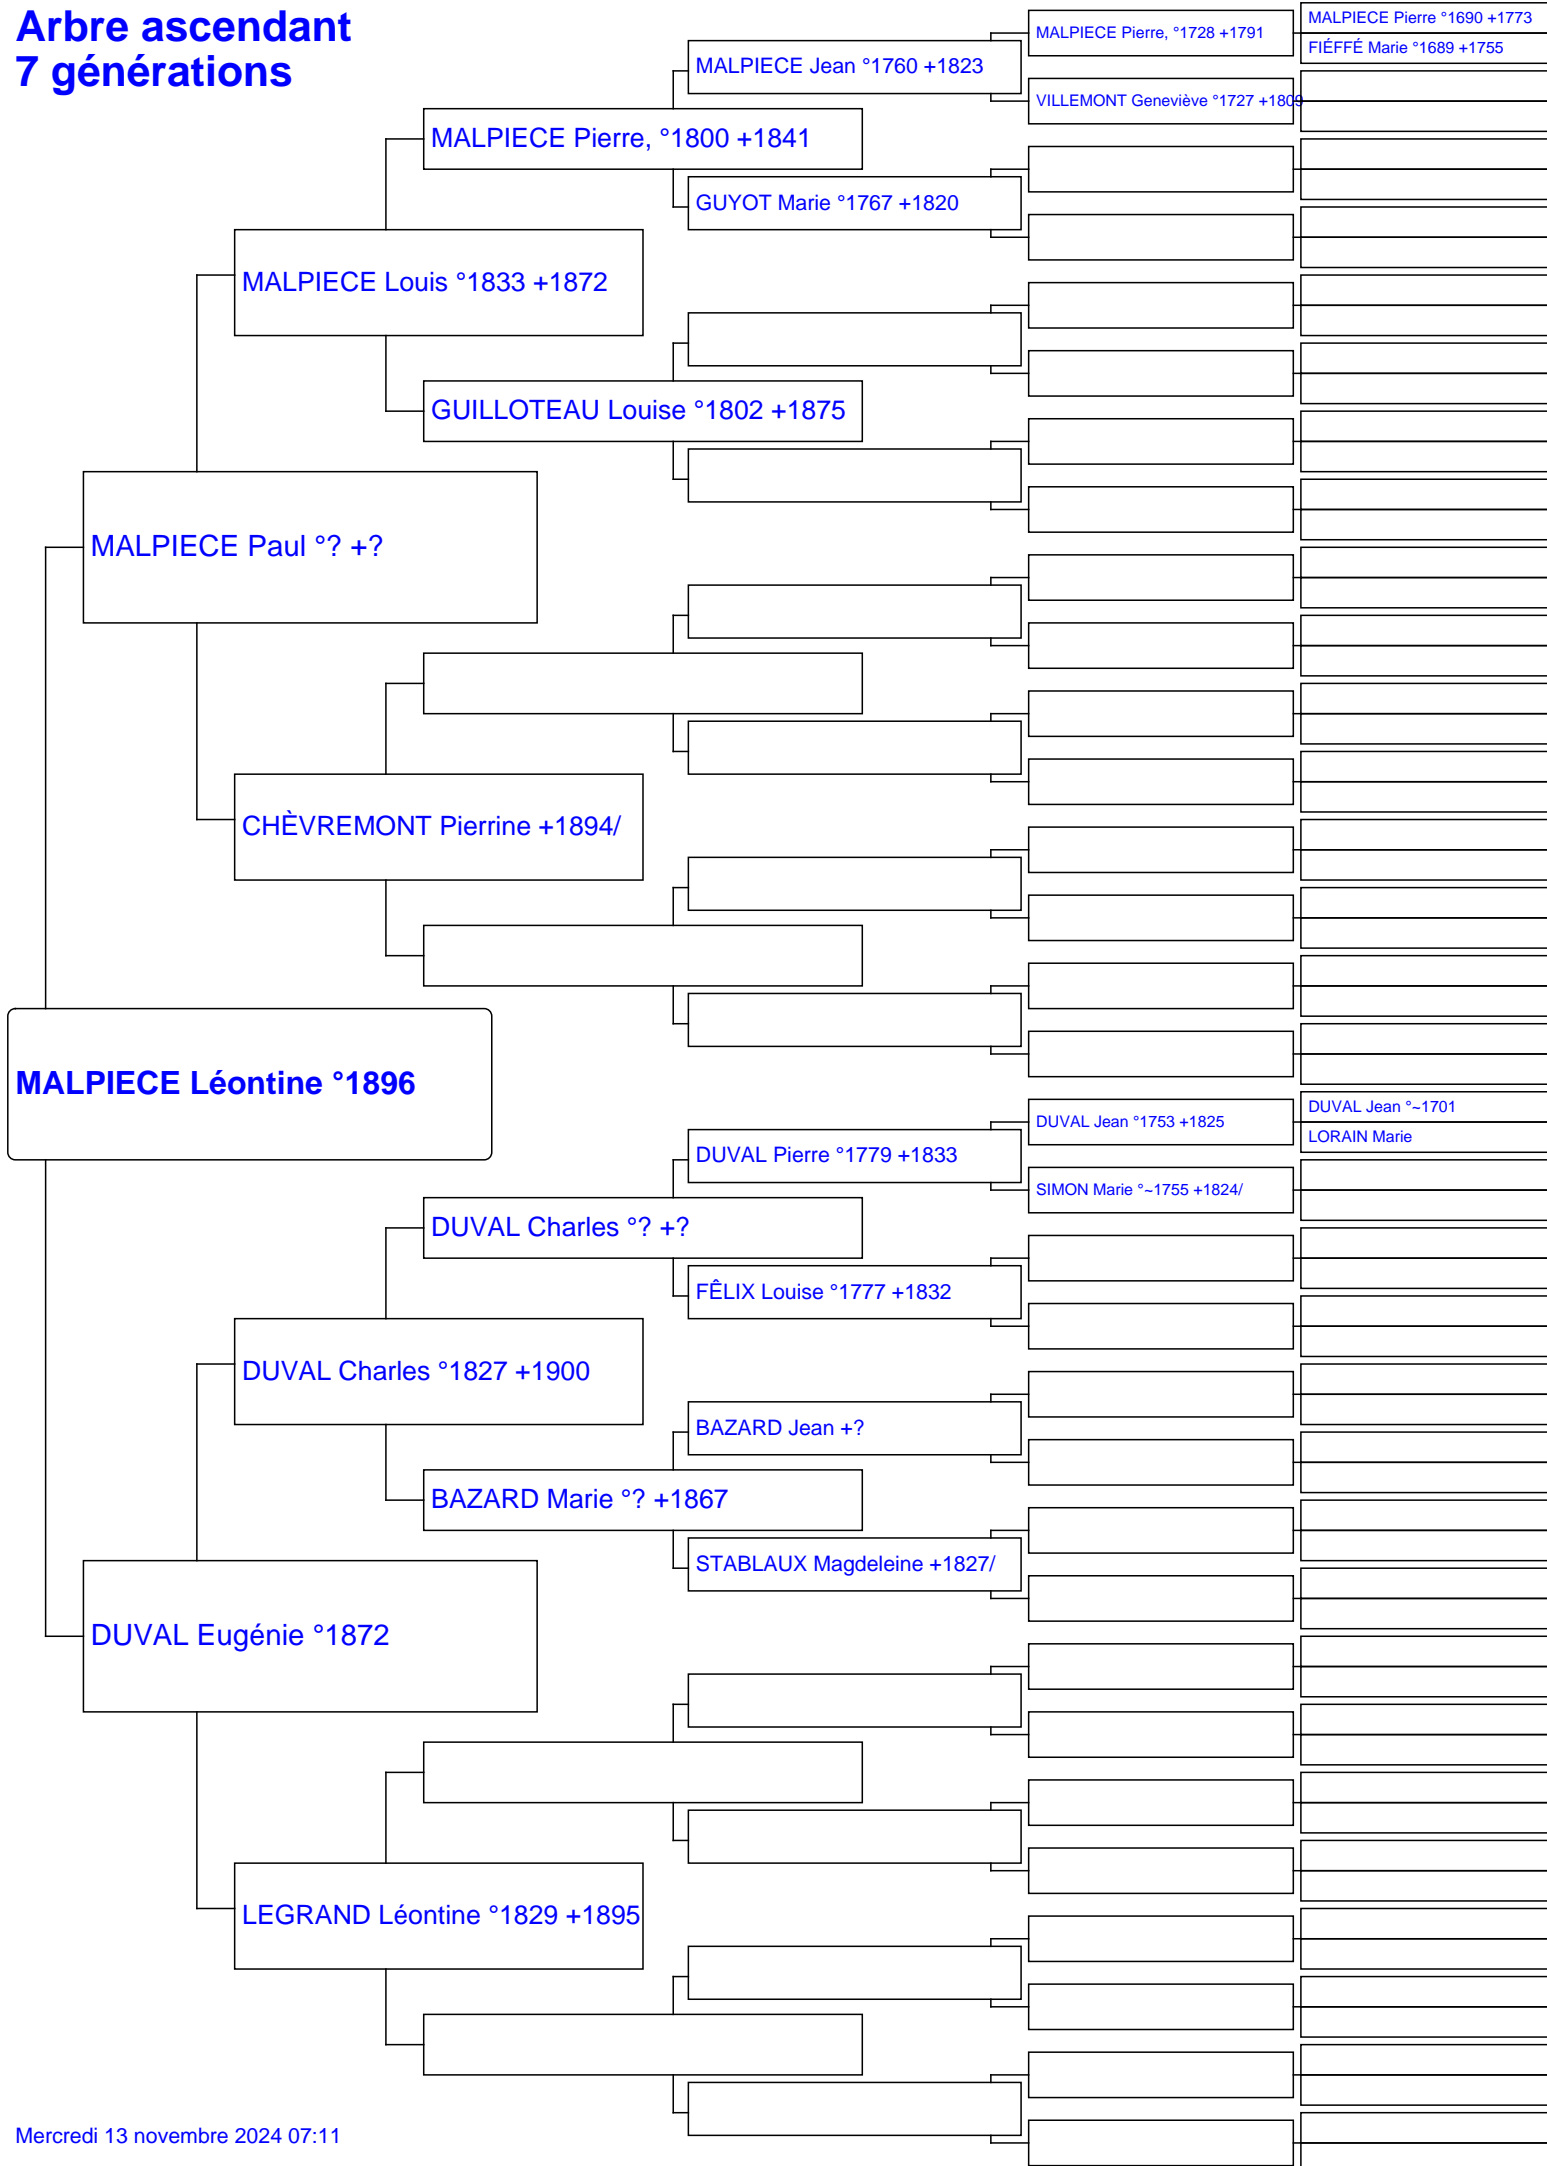 Arbre ascendant
7 générations
MALPIECE Pierre °1690 +1773
MALPIECE Pierre, °1728 +1791
FIÉFFÉ Marie °1689 +1755
MALPIECE Jean °1760 +1823
VILLEMONT Geneviève °1727 +1809
MALPIECE Pierre, °1800 +1841
GUYOT Marie °1767 +1820
MALPIECE Louis °1833 +1872
GUILLOTEAU Louise °1802 +1875
MALPIECE Paul °? +?
CHÈVREMONT Pierrine +1894/
MALPIECE Léontine °1896
DUVAL Jean °~1701
DUVAL Jean °1753 +1825
LORAIN Marie
DUVAL Pierre °1779 +1833
SIMON Marie °~1755 +1824/
DUVAL Charles °? +?
FÊLIX Louise °1777 +1832
DUVAL Charles °1827 +1900
BAZARD Jean +?
BAZARD Marie °? +1867
STABLAUX Magdeleine +1827/
DUVAL Eugénie °1872
LEGRAND Léontine °1829 +1895
Mercredi 13 novembre 2024 07:11